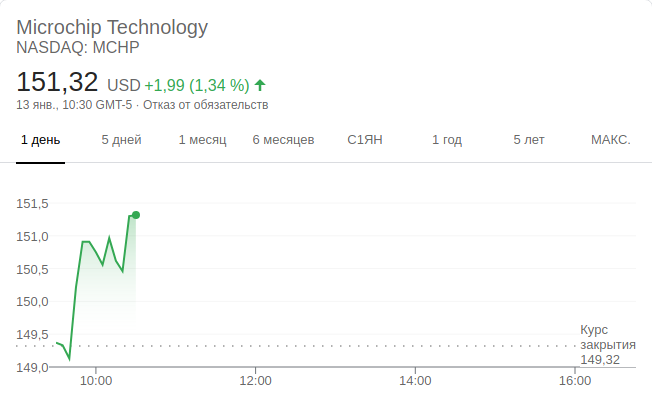 Microchip Technology
NASDAQ: MCHP
151,32 USD +1,99 (1,34 %)
13 янв., 10:30 GMT-5 · Отказ от обязательств
1 день 5 дней 1 месяц 6 месяцев С1ЯН 1 год 5 лет МАКС.
151,5
151,0
150,5
150,0
149,5
149,0
Курс
закрытия
149,32
10:00 12:00 14:00 16:00